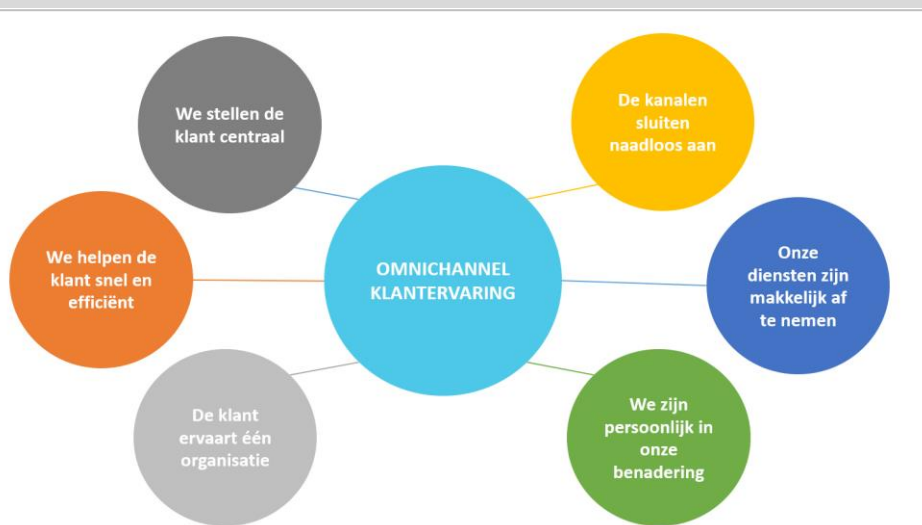 We stellen de
klant centraal
De kanalen
sluiten
naadloos aan
We helpen de
klant snel en
efficiënt
OMNICHANNEL
KLANTERVARING
Onze
diensten zijn
makkelijk af
te nemen
De klant
ervaart één
organisatie
We zijn
persoonlijk in
onze
benadering